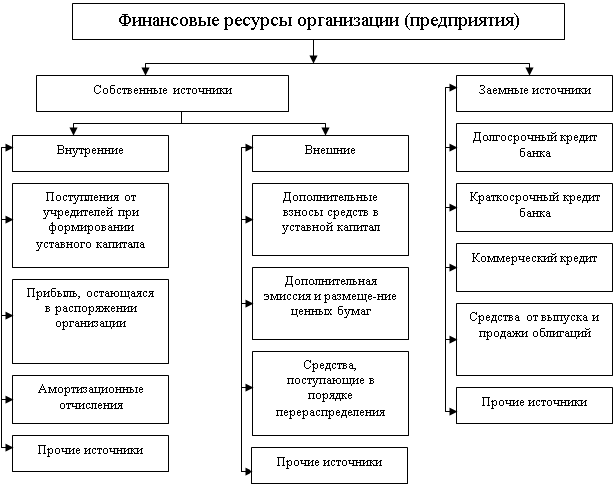 Финансовые ресурсы организации (предприятия)
Собственные источники
Внутренние
Поступления от
учредителей при
формировании
уставного капитала
Прибыль, остающаяся
в распоряжении
организации
Амортизационные
отчисления
Прочие источники
Внешние
Дополнительные
взносы средств в
уставной капитал
Дополнительная
эмиссия и размеще-ние
ценных бумаг
Средства,
поступающие в
порядке
перераспределения
Прочие источники
Заемные источники
Долгосрочный кредит
банка
Краткосрочный кредит
банка
Коммерческий кредит
Средства от выпуска и
продажи облигаций
Прочие источники